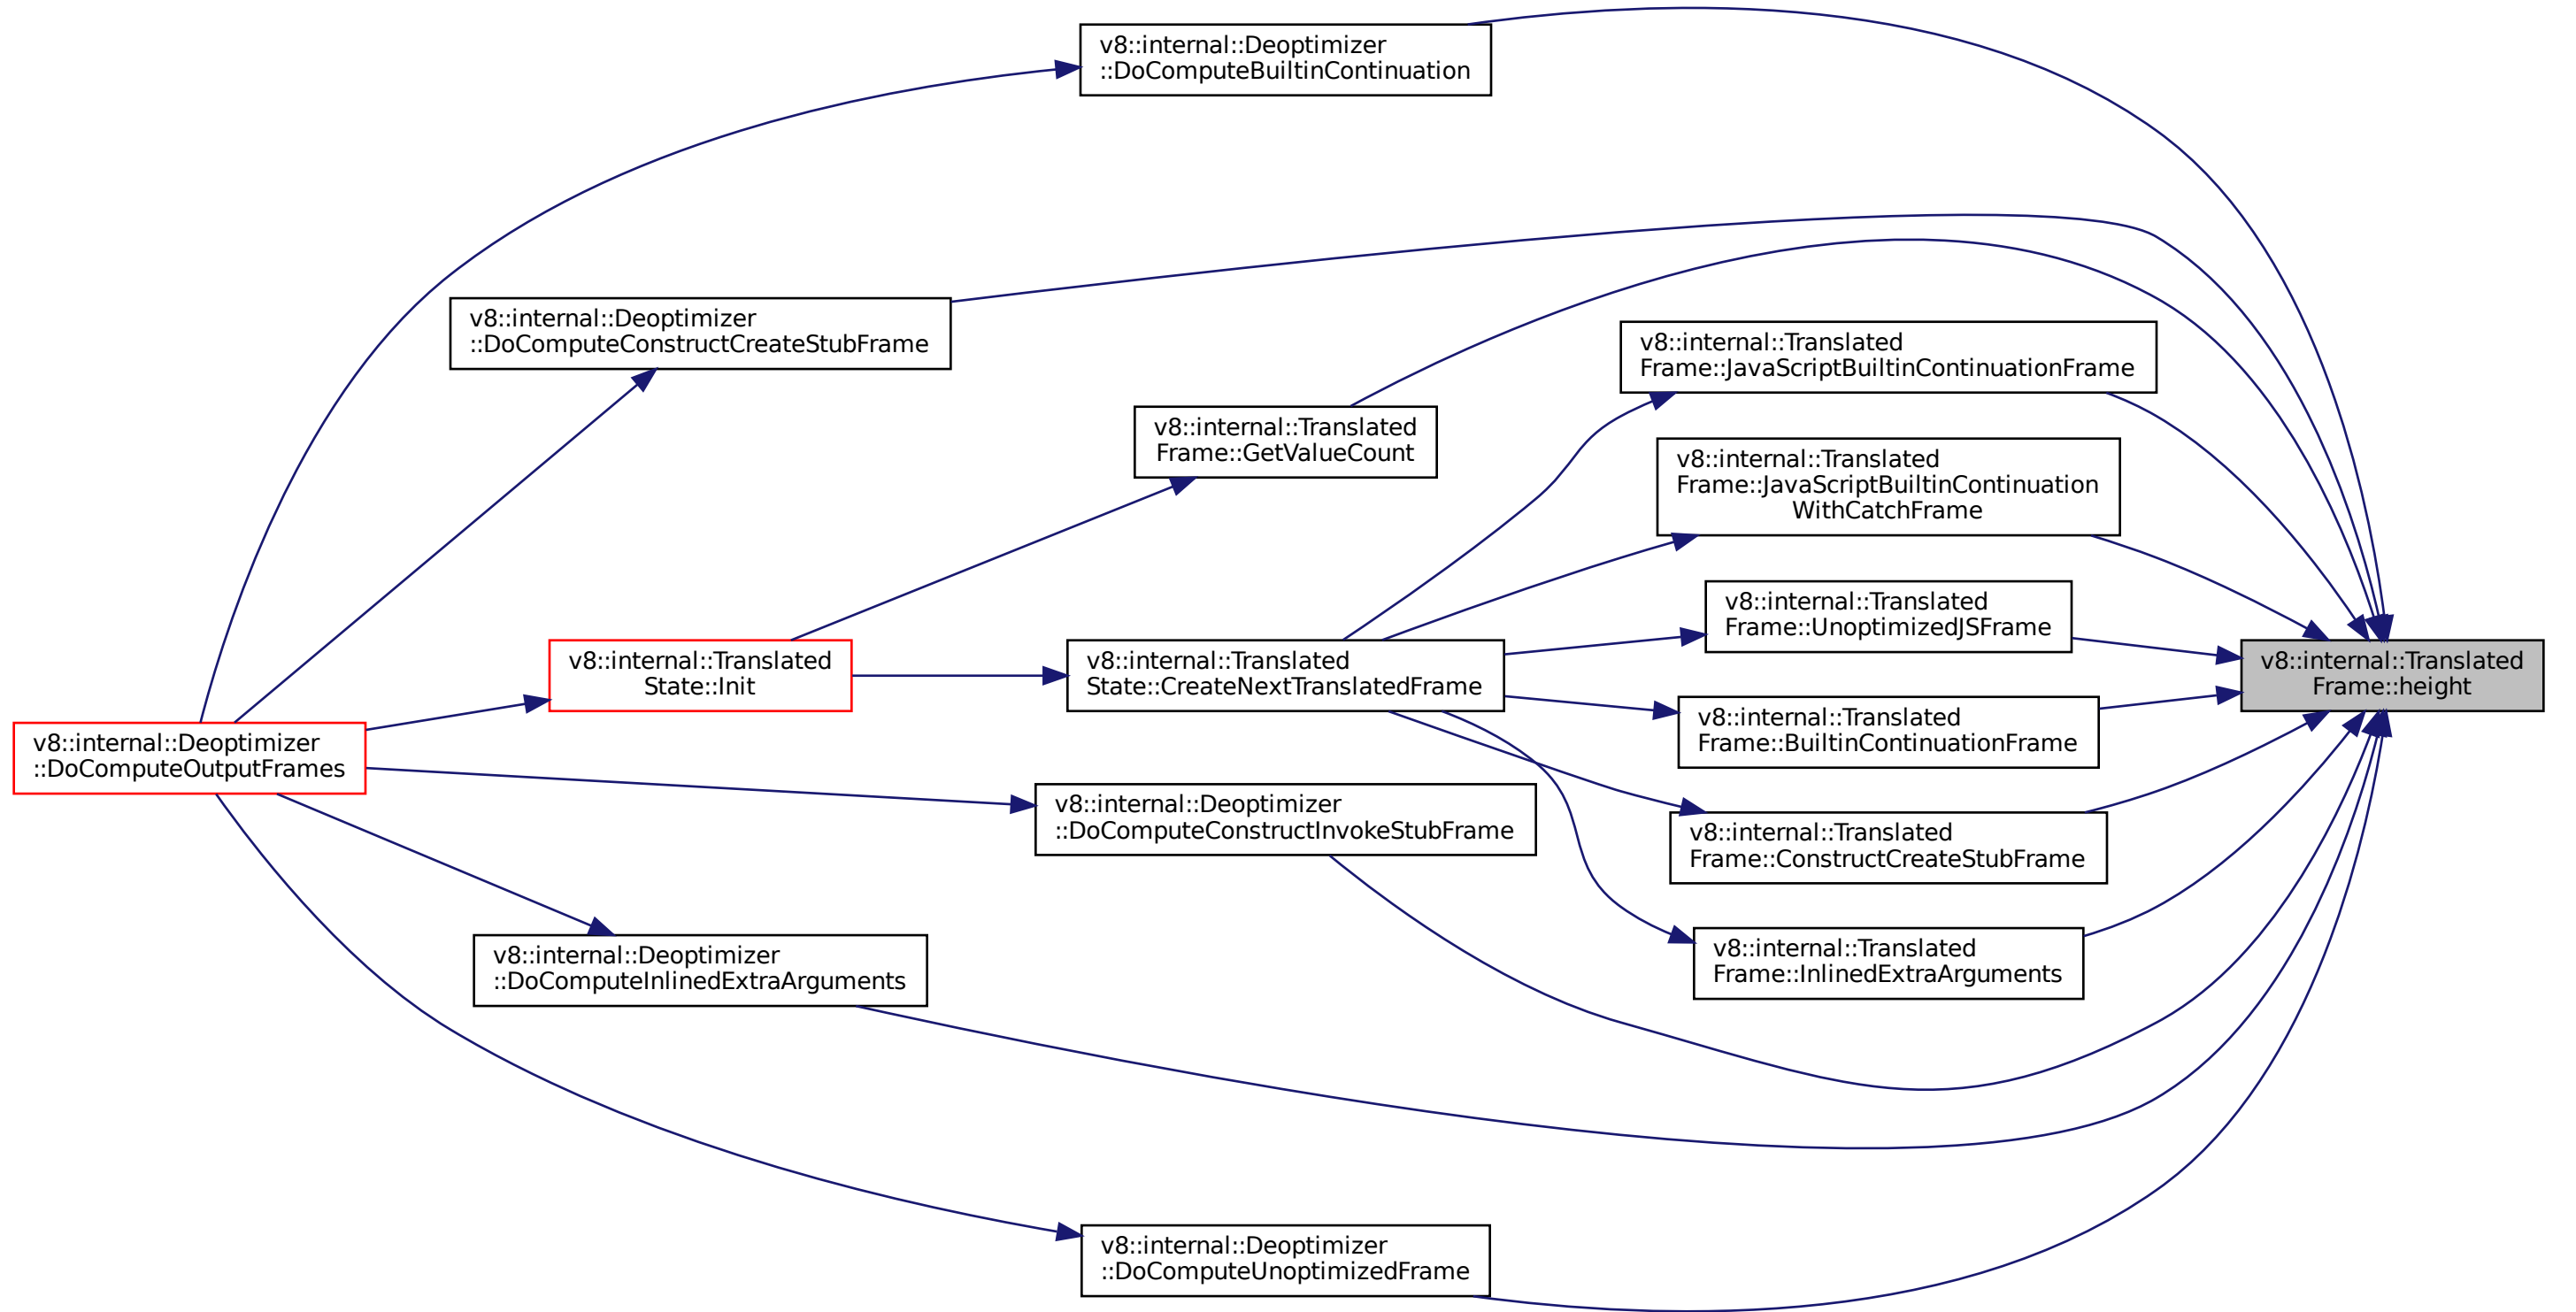 v8::internal::Deoptimizer
::DoComputeBuiltinContinuation
v8::internal::Deoptimizer
::DoComputeConstructCreateStubFrame
v8::internal::Translated
Frame::JavaScriptBuiltinContinuationFrame
v8::internal::Translated
Frame::GetValueCount
v8::internal::Translated
Frame::JavaScriptBuiltinContinuation
WithCatchFrame
v8::internal::Translated
Frame::UnoptimizedJSFrame
v8::internal::Translated
State::Init
v8::internal::Translated
State::CreateNextTranslatedFrame
v8::internal::Translated
Frame::height
v8::internal::Translated
Frame::BuiltinContinuationFrame
v8::internal::Deoptimizer
::DoComputeOutputFrames
v8::internal::Deoptimizer
::DoComputeConstructInvokeStubFrame
v8::internal::Translated
Frame::ConstructCreateStubFrame
v8::internal::Deoptimizer
::DoComputeInlinedExtraArguments
v8::internal::Translated
Frame::InlinedExtraArguments
v8::internal::Deoptimizer
::DoComputeUnoptimizedFrame